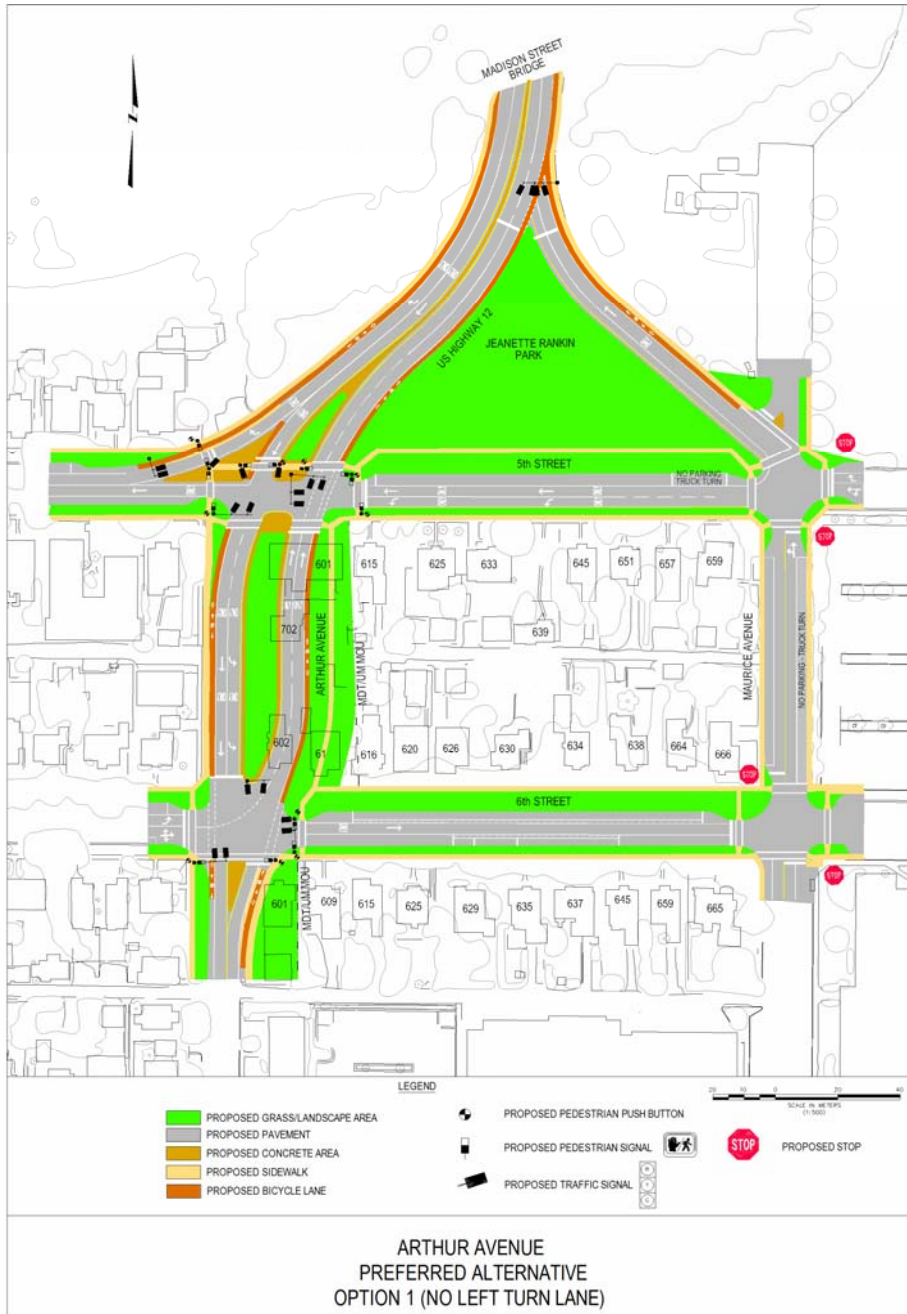 MADISON STREET
BRIDGE
N
US HIGHWAY 12
JEANETTE RANKIN
PARK
STOP
5th STREET
NO PARKING
TRUCK TURN
STOP
601
615
625
633
645
651
657
659
639
702
ARTHUR AVENUE
MDT/UM MOU
MAURICE AVENUE
NO PARKING - TRUCK TURN
602
61
616
620
626
630
634
638
664
666
STOP
6th STREET
STOP
601
MDT/UM MOU
609
615
625
629
635
637
645
659
665
LEGEND
PROPOSED GRASS/LANDSCAPE AREA
PROPOSED PAVEMENT
PROPOSED CONCRETE AREA
PROPOSED SIDEWALK
PROPOSED BICYCLE LANE
PROPOSED PEDESTRIAN PUSH BUTTON
PROPOSED PEDESTRIAN SIGNAL
PROPOSED TRAFFIC SIGNAL
R
Y
G
20 10 0 20 40
SCALE IN METERS
(1:500)
STOP
PROPOSED STOP
ARTHUR AVENUE
PREFERRED ALTERNATIVE
OPTION 1 (NO LEFT TURN LANE)